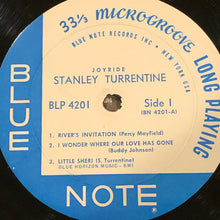 33⅓ MICROGROOVE LONG PLAYING
BLUE NOTE RECORDS INC • NEW YORK USA
JOYRIDE
STANLEY TURRENTINE
BLP 4201
Side 1
(BN 4201-A)
1. RIVER'S INVITATION (Percy Mayfield)
2. I WONDER WHERE OUR LOVE HAS GONE
(Buddy Johnson)
3. LITTLE SHERI (S. Turrentine)
BLUE HORIZON MUSIC - BMI
BLUE
NOTE